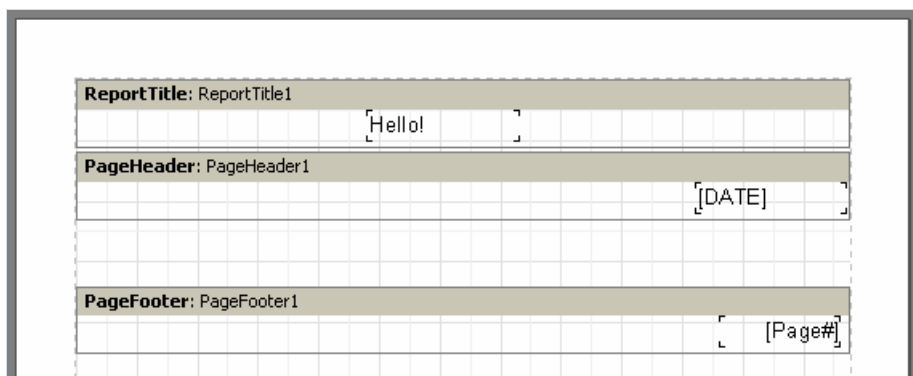 ReportTitle: ReportTitle1
Hello!
PageHeader: PageHeader1
[DATE]
PageFooter: PageFooter1
[Page#]